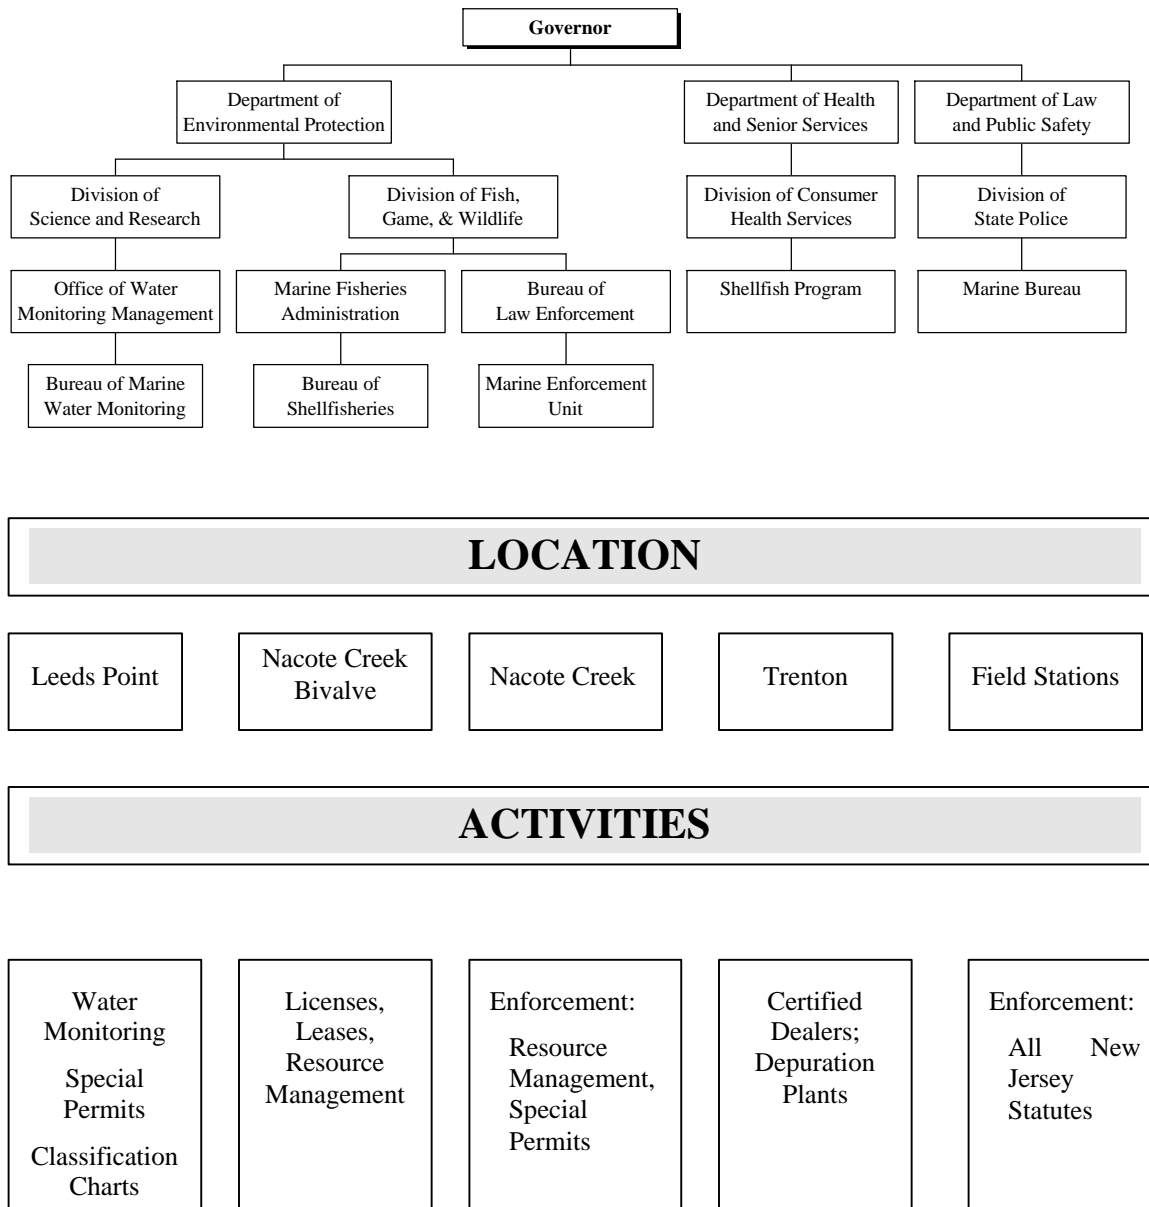 Governor
Department of
Environmental Protection
Department of Health
and Senior Services
Department of Law
and Public Safety
Division of
Science and Research
Division of Fish,
Game, & Wildlife
Division of Consumer
Health Services
Division of
State Police
Office of Water
Monitoring Management
Marine Fisheries
Administration
Bureau of
Law Enforcement
Shellfish Program
Marine Bureau
Bureau of Marine
Water Monitoring
Bureau of
Shellfisheries
Marine Enforcement
Unit
LOCATION
Leeds Point
Nacote Creek
Bivalve
Nacote Creek
Trenton
Field Stations
ACTIVITIES
Water
Monitoring
Special
Permits
Classification
Charts
Licenses,
Leases,
Resource
Management
Enforcement:
Resource
Management,
Special
Permits
Certified
Dealers;
Depuration
Plants
Enforcement:
All New
Jersey
Statutes